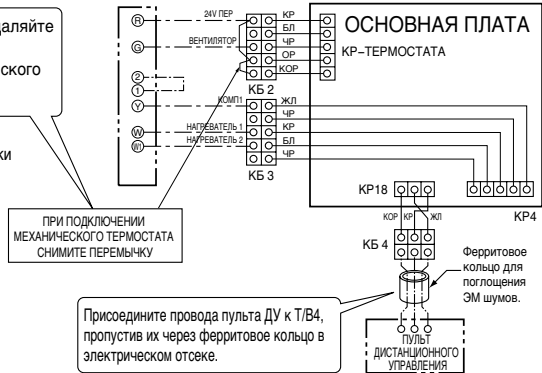 даляйте
ского
ки
R
G
2
1
Y
W
W1
24V ПЕР
ВЕНТИЛЯТОР
КОМП1
НАГРЕВАТЕЛЬ 1
НАГРЕВАТЕЛЬ 2
КР
БЛ
ЧР
ОР
КОР
КБ 2
ЖЛ
ЧР
КР
БЛ
ЧР
КБ 3
ОСНОВНАЯ ПЛАТА
КР-ТЕРМОСТАТА
КР18
КР4
КОР
КР
ЖЛ
КБ 4
ПРИ ПОДКЛЮЧЕНИИ
МЕХАНИЧЕСКОГО ТЕРМОСТАТА
СНИМИТЕ ПЕРЕМЫЧКУ
Ферритовое
кольцо для
поглощения
ЭМ шумов.
Присоедините провода пульта ДУ к Т/В4,
пропустив их через ферритовое кольцо в
электрическом отсеке.
ПУЛЬТ
ДИСТАНЦИОННОГО
УПРАВЛЕНИЯ